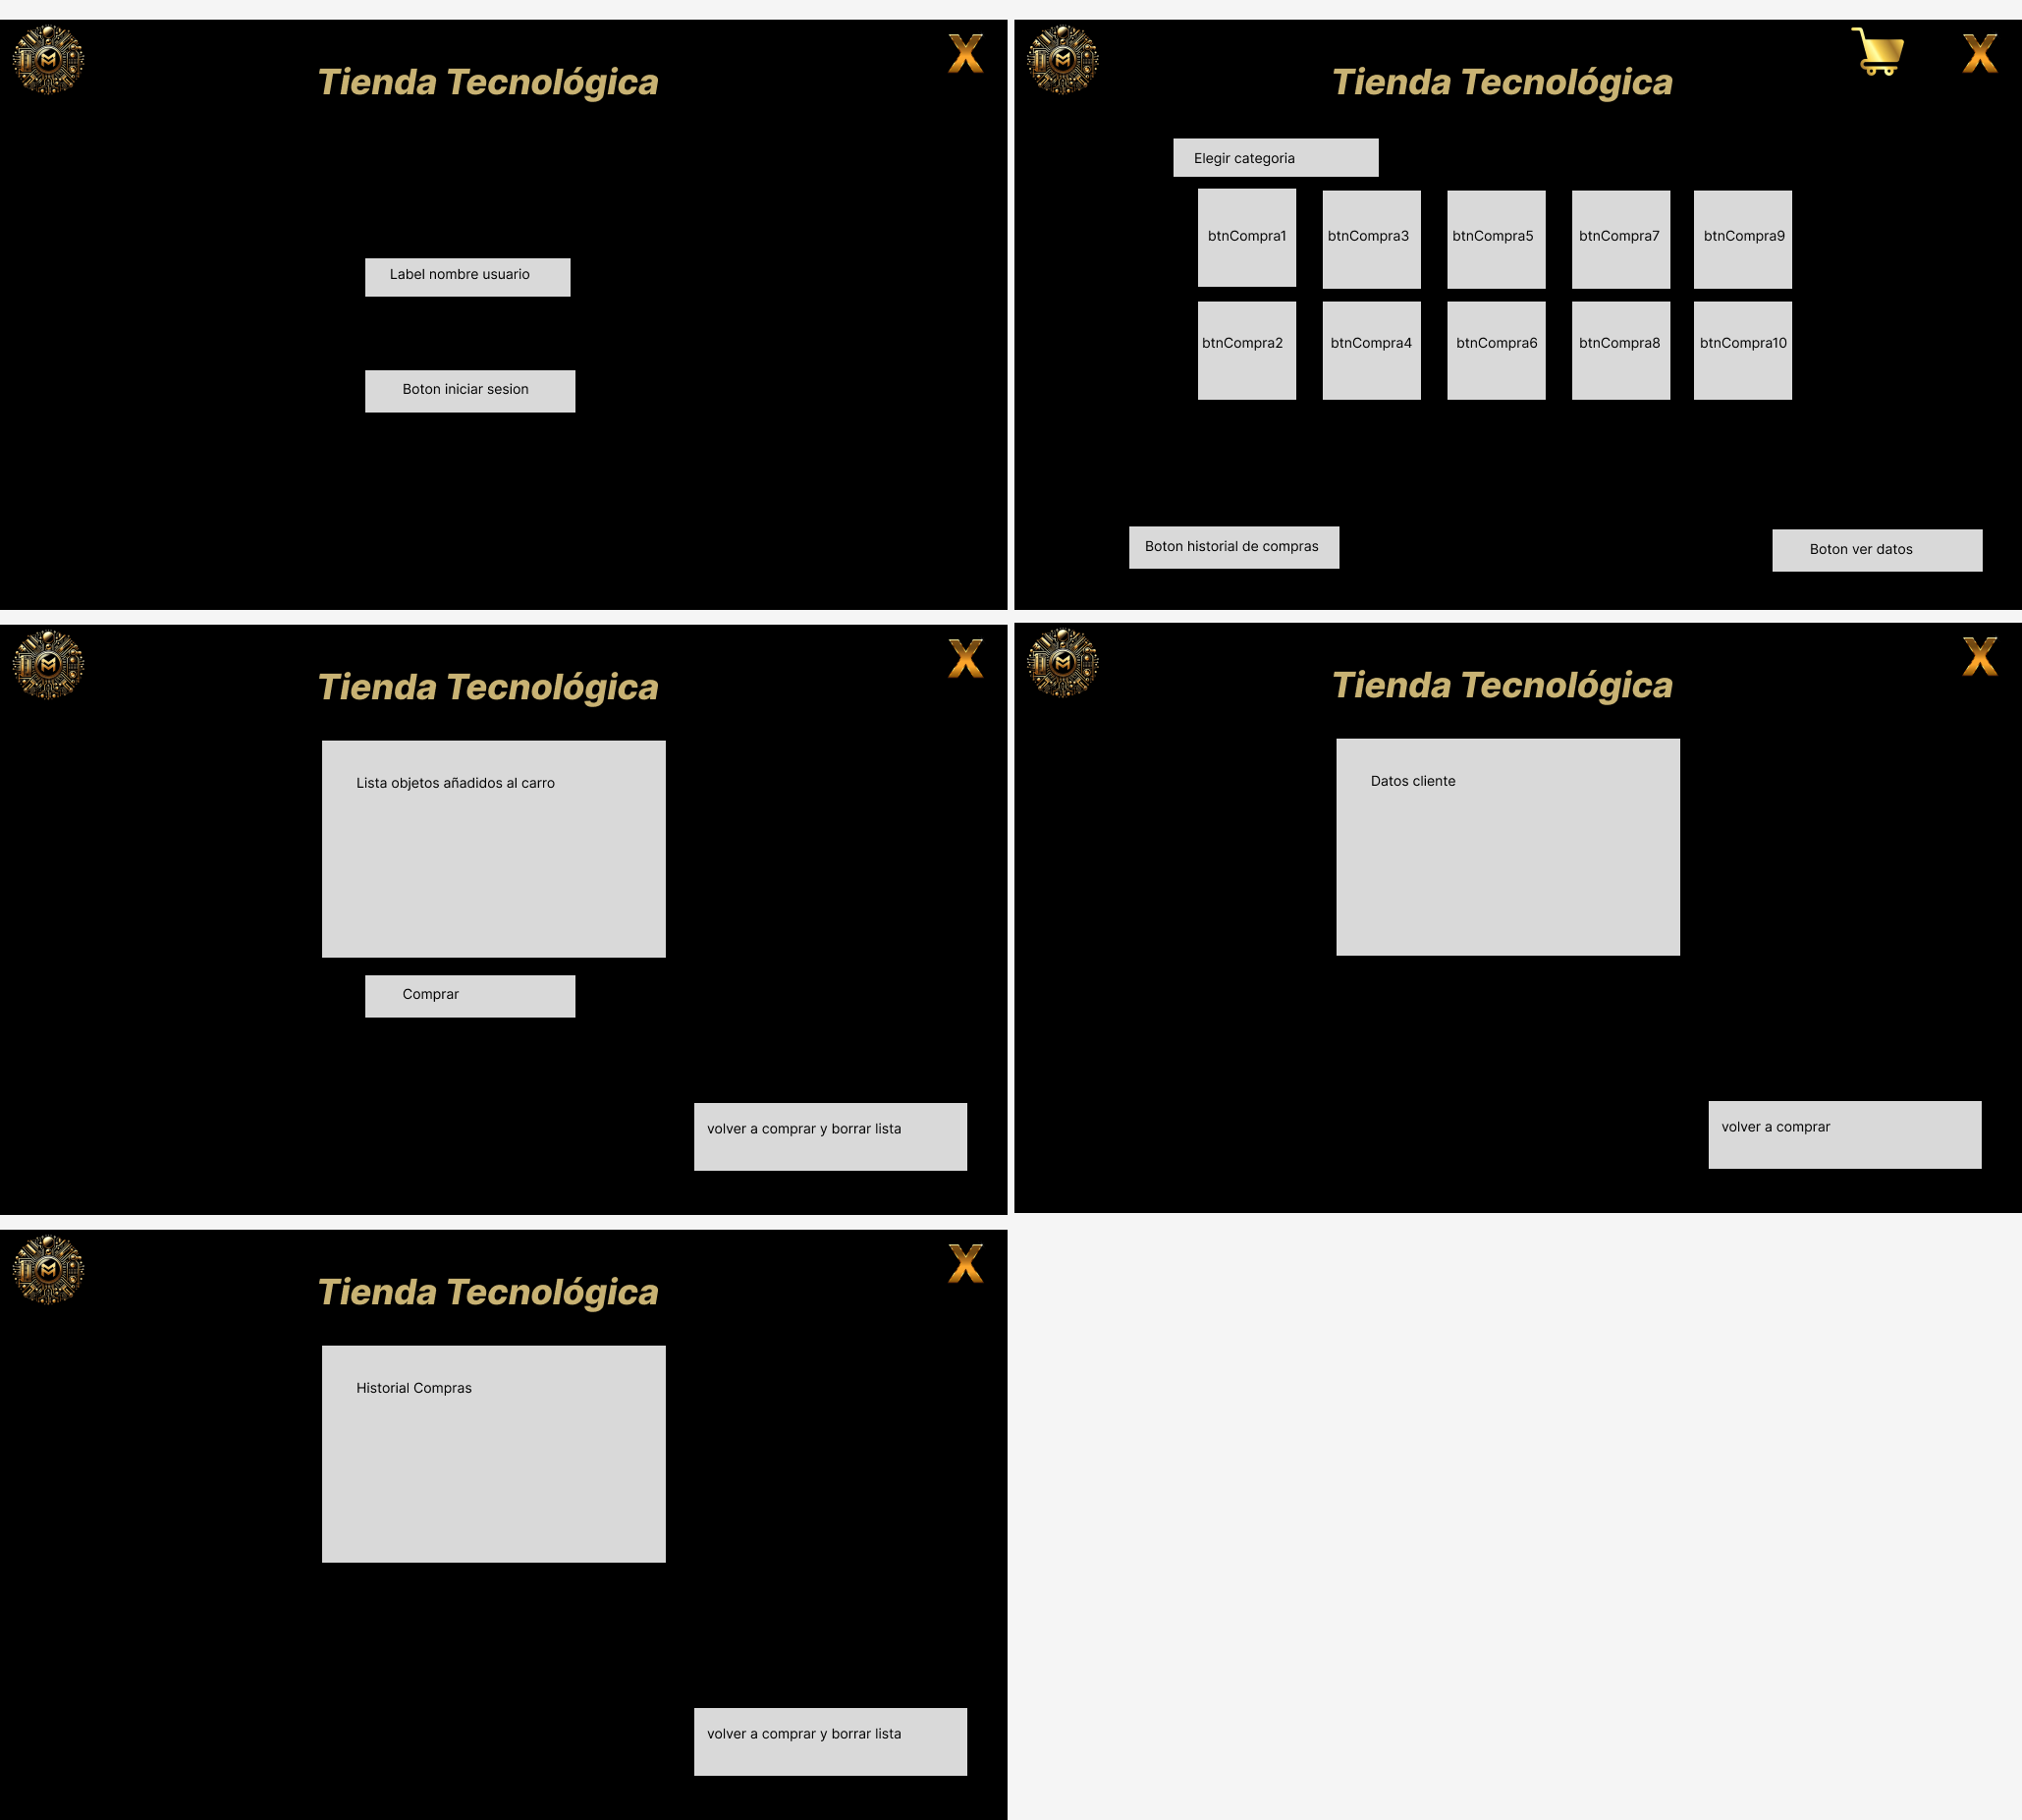 Tienda Tecnológica
Label nombre usuario
Boton iniciar sesion
Tienda Tecnológica
Elegir categoria
btnCompra1
btnCompra3
btnCompra5
btnCompra7
btnCompra9
btnCompra2
btnCompra4
btnCompra6
btnCompra8
btnCompra10
Boton historial de compras
Boton ver datos
Tienda Tecnológica
Lista objetos añadidos al carro
Comprar
volver a comprar y borrar lista
Tienda Tecnológica
Datos cliente
volver a comprar
Tienda Tecnológica
Historial Compras
volver a comprar y borrar lista